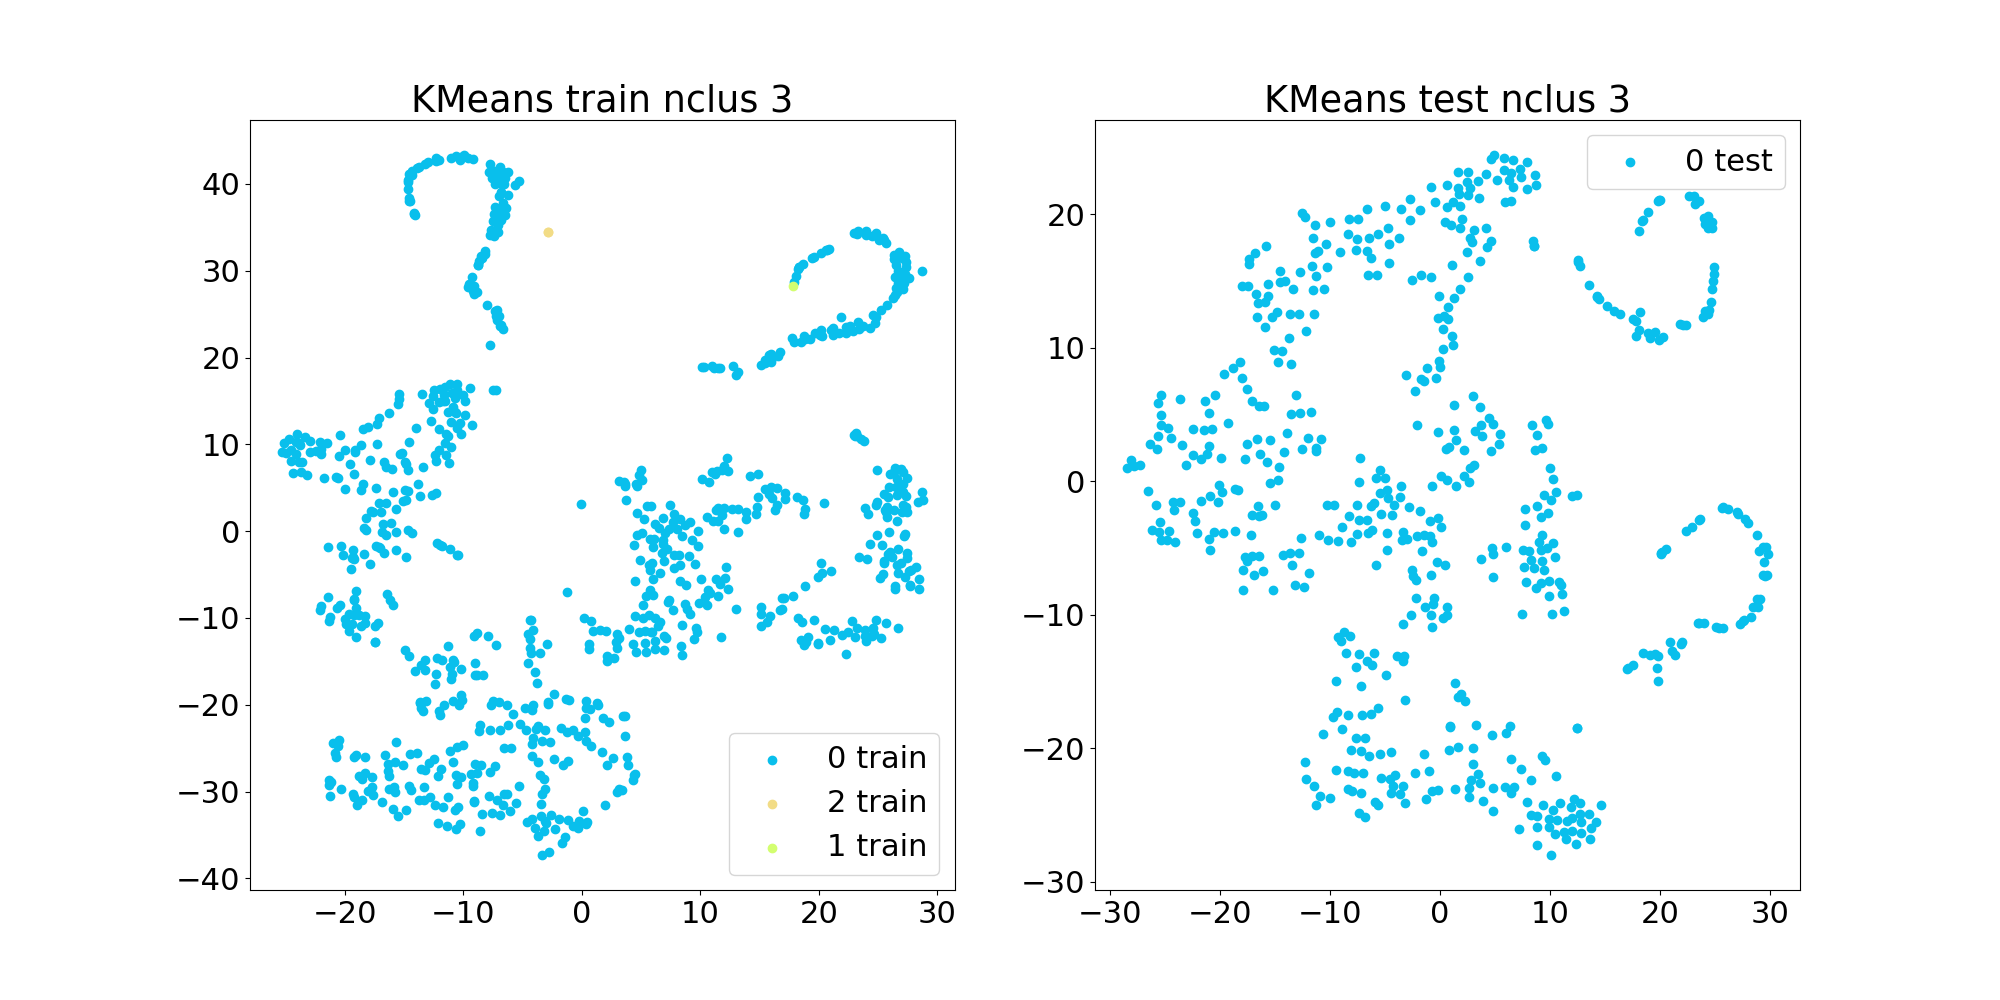 KMeans train nclus 3
40
30
20
10
0
−10
−20
−30
−40
−20 −10 0 10 20 30
0 train
2 train
1 train
KMeans test nclus 3
20
10
0
−10
−20
−30
−30 −20 −10 0 10 20 30
0 test